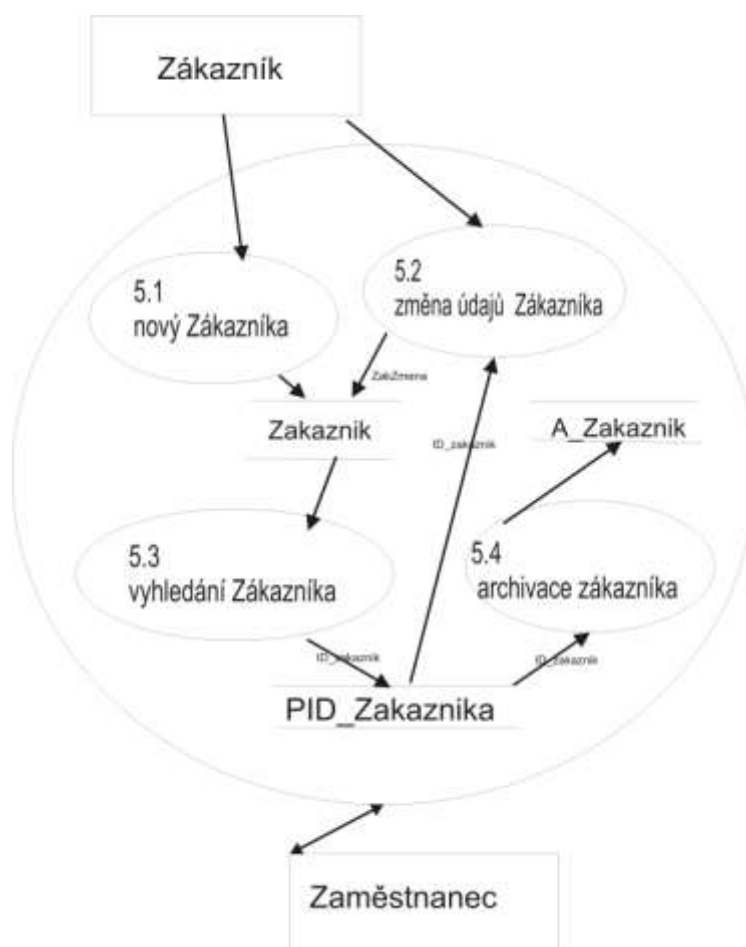 Zákazník
5.1
nový Zákazníka
5.2
změna údajů Zákazníka
ZakZmena
Zakaznik
ID_zakaznik
A_Zakaznik
5.3
vyhledání Zákazníka
5.4
archivace zákazníka
ID_zakaznik
ID_zakaznik
PID_Zakaznika
Zaměstnanec